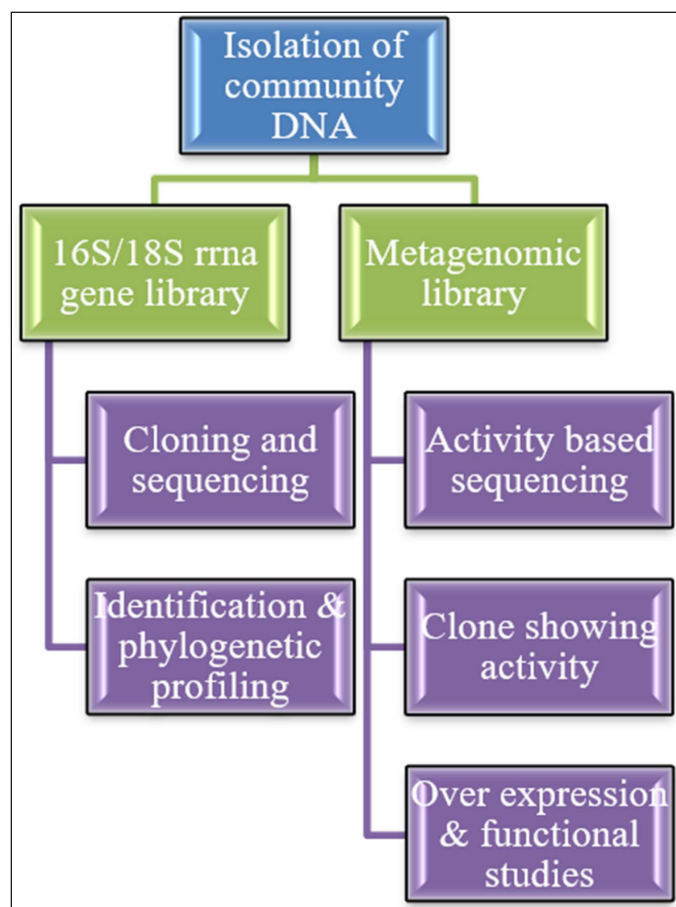 Isolation of
community
DNA
16S/18S rrna
gene library
Cloning and
sequencing
Identification &
phylogenetic
profiling
Metagenomic
library
Activity based
sequencing
Clone showing
activity
Over expression
& functional
studies